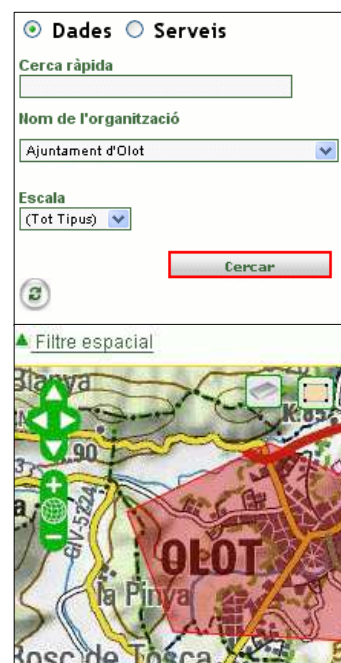 Dades Serveis
Cerca ràpida
Nom de l'organització
Ajuntament d'Olot
Escala
(Tot Tipus)
Cercar
Filtre espacial
90
GIV-5224
OLOT
la Pinya
Bosc de Tosca